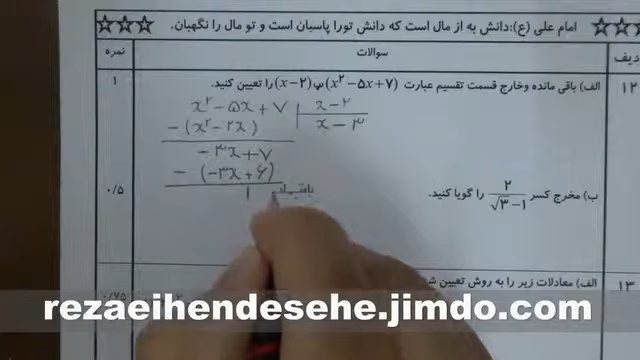 امام علی (ع): دانش به از مال است که دانش تورا پاسبان است و تو مال را نگهبان.
ردیف سوالات نمره
۱۲ الف) باقی مانده وخارج قسمت تقسیم عبارت (x²−۵x+۷) بر (x−۲) را تعیین کنید. ۱
x²−۵x+۷ | x−۲
−(x²−۲x) x−۳
−۳x+۷
−(−۳x+۶)
۱
ب) مخرج کسر ۲/(√۳−۱) را گویا کنید. ۰/۵
۱۳ الف) معادلات زیر را به روش تعیین ۰/۷۵
rezaeihendesehe.jimdo.com